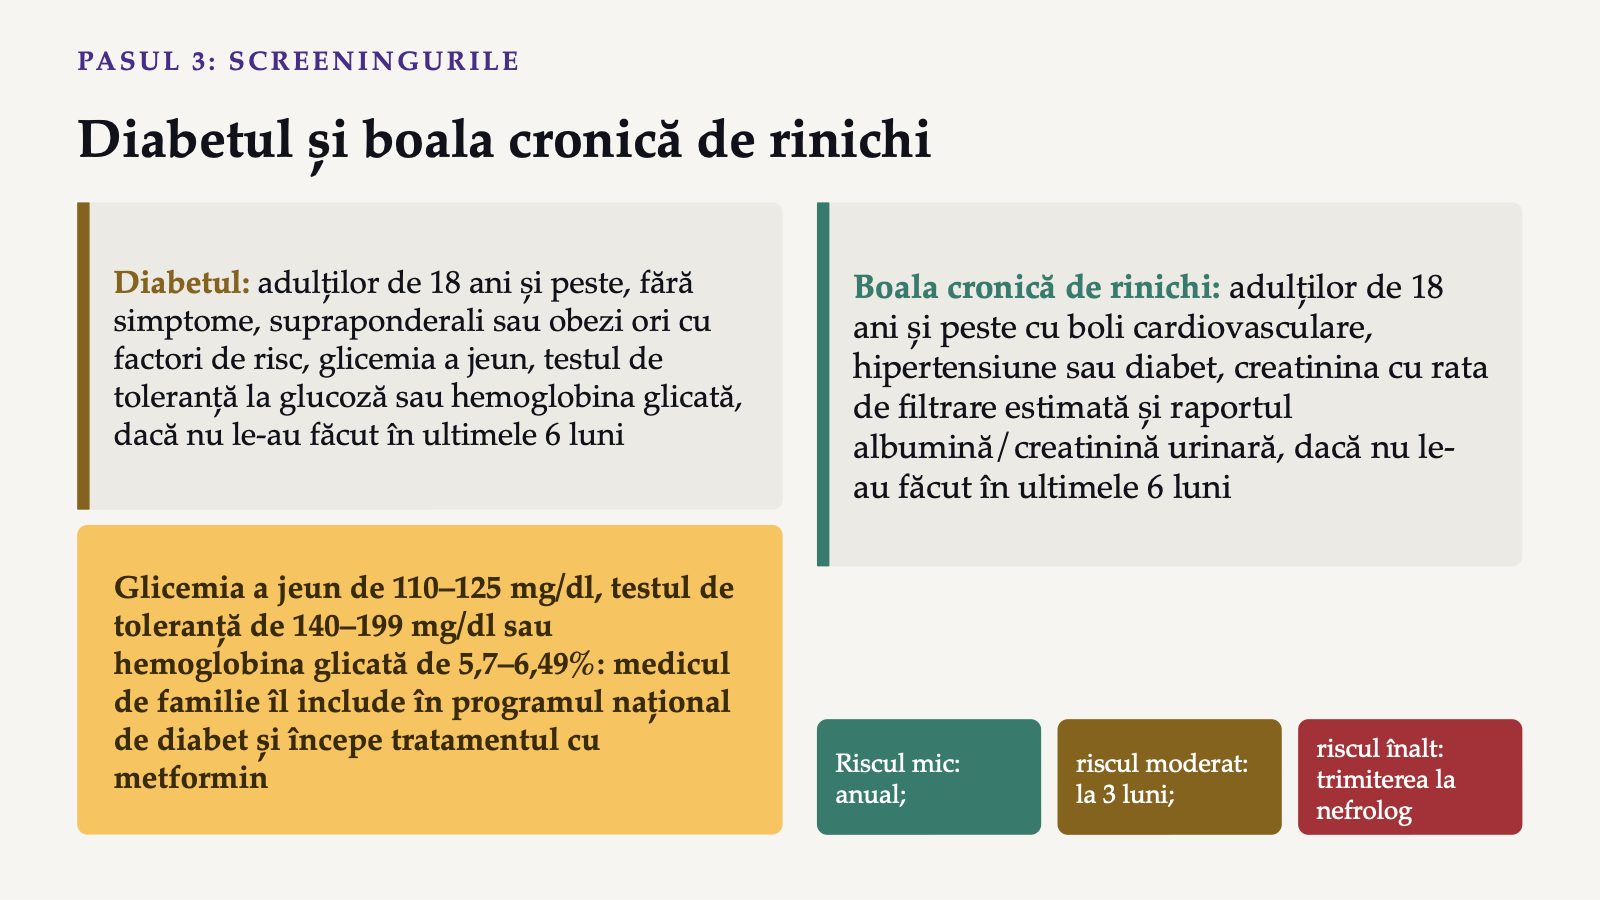 PASUL 3: SCREENINGURILE
Diabetul și boala cronică de rinichi
Diabetul: adulților de 18 ani și peste, fără
simptome, supraponderali sau obezi ori cu
factori de risc, glicemia a jeun, testul de
toleranță la glucoză sau hemoglobina glicată,
dacă nu le-au făcut în ultimele 6 luni
Glicemia a jeun de 110–125 mg/dl, testul de
toleranță de 140–199 mg/dl sau
hemoglobina glicată de 5,7–6,49%: medicul
de familie îl include în programul național
de diabet și începe tratamentul cu
metformin
Boala cronică de rinichi: adulților de 18
ani și peste cu boli cardiovasculare,
hipertensiune sau diabet, creatinina cu rata
de filtrare estimată și raportul
albumină/creatinină urinară, dacă nu le-
au făcut în ultimele 6 luni
Riscul mic:
anual;
riscul moderat:
la 3 luni;
riscul înalt:
trimiterea la
nefrolog